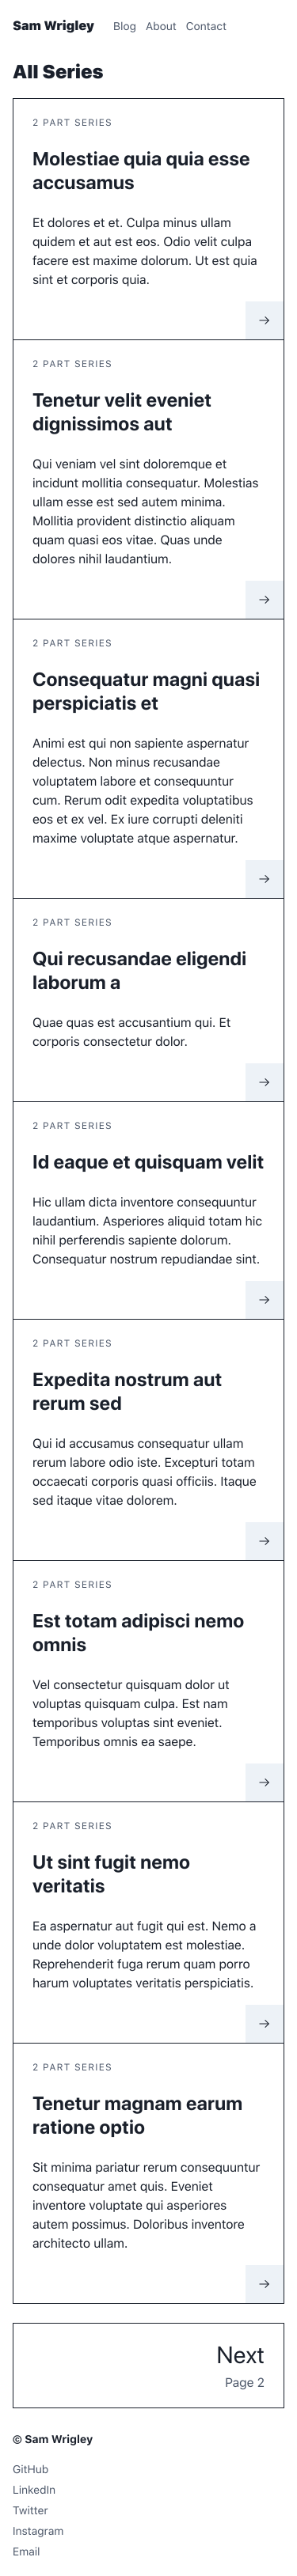 Sam Wrigley Blog About Contact
All Series
2 PART SERIES
Molestiae quia quia esse
accusamus
Et dolores et et. Culpa minus ullam
quidem et aut est eos. Odio velit culpa
facere est maxime dolorum. Ut est quia
sint et corporis quia.
→
2 PART SERIES
Tenetur velit eveniet
dignissimos aut
Qui veniam vel sint doloremque et
incidunt mollitia consequatur. Molestias
ullam esse est sed autem minima.
Mollitia provident distinctio aliquam
quam quasi eos vitae. Quas unde
dolores nihil laudantium.
→
2 PART SERIES
Consequatur magni quasi
perspiciatis et
Animi est qui non sapiente aspernatur
delectus. Non minus recusandae
voluptatem labore et consequuntur
cum. Rerum odit expedita voluptatibus
eos et ex vel. Ex iure corrupti deleniti
maxime voluptate atque aspernatur.
→
2 PART SERIES
Qui recusandae eligendi
laborum a
Quae quas est accusantium qui. Et
corporis consectetur dolor.
→
2 PART SERIES
Id eaque et quisquam velit
Hic ullam dicta inventore consequuntur
laudantium. Asperiores aliquid totam hic
nihil perferendis sapiente dolorum.
Consequatur nostrum repudiandae sint.
→
2 PART SERIES
Expedita nostrum aut
rerum sed
Qui id accusamus consequatur ullam
rerum labore odio iste. Excepturi totam
occaecati corporis quasi officiis. Itaque
sed itaque vitae dolorem.
→
2 PART SERIES
Est totam adipisci nemo
omnis
Vel consectetur quisquam dolor ut
voluptas quisquam culpa. Est nam
temporibus voluptas sint eveniet.
Temporibus omnis ea saepe.
→
2 PART SERIES
Ut sint fugit nemo
veritatis
Ea aspernatur aut fugit qui est. Nemo a
unde dolor voluptatem est molestiae.
Reprehenderit fuga rerum quam porro
harum voluptates veritatis perspiciatis.
→
2 PART SERIES
Tenetur magnam earum
ratione optio
Sit minima pariatur rerum consequuntur
consequatur amet quis. Eveniet
inventore voluptate qui asperiores
autem possimus. Doloribus inventore
architecto ullam.
→
Next
Page 2
© Sam Wrigley
GitHub
LinkedIn
Twitter
Instagram
Email